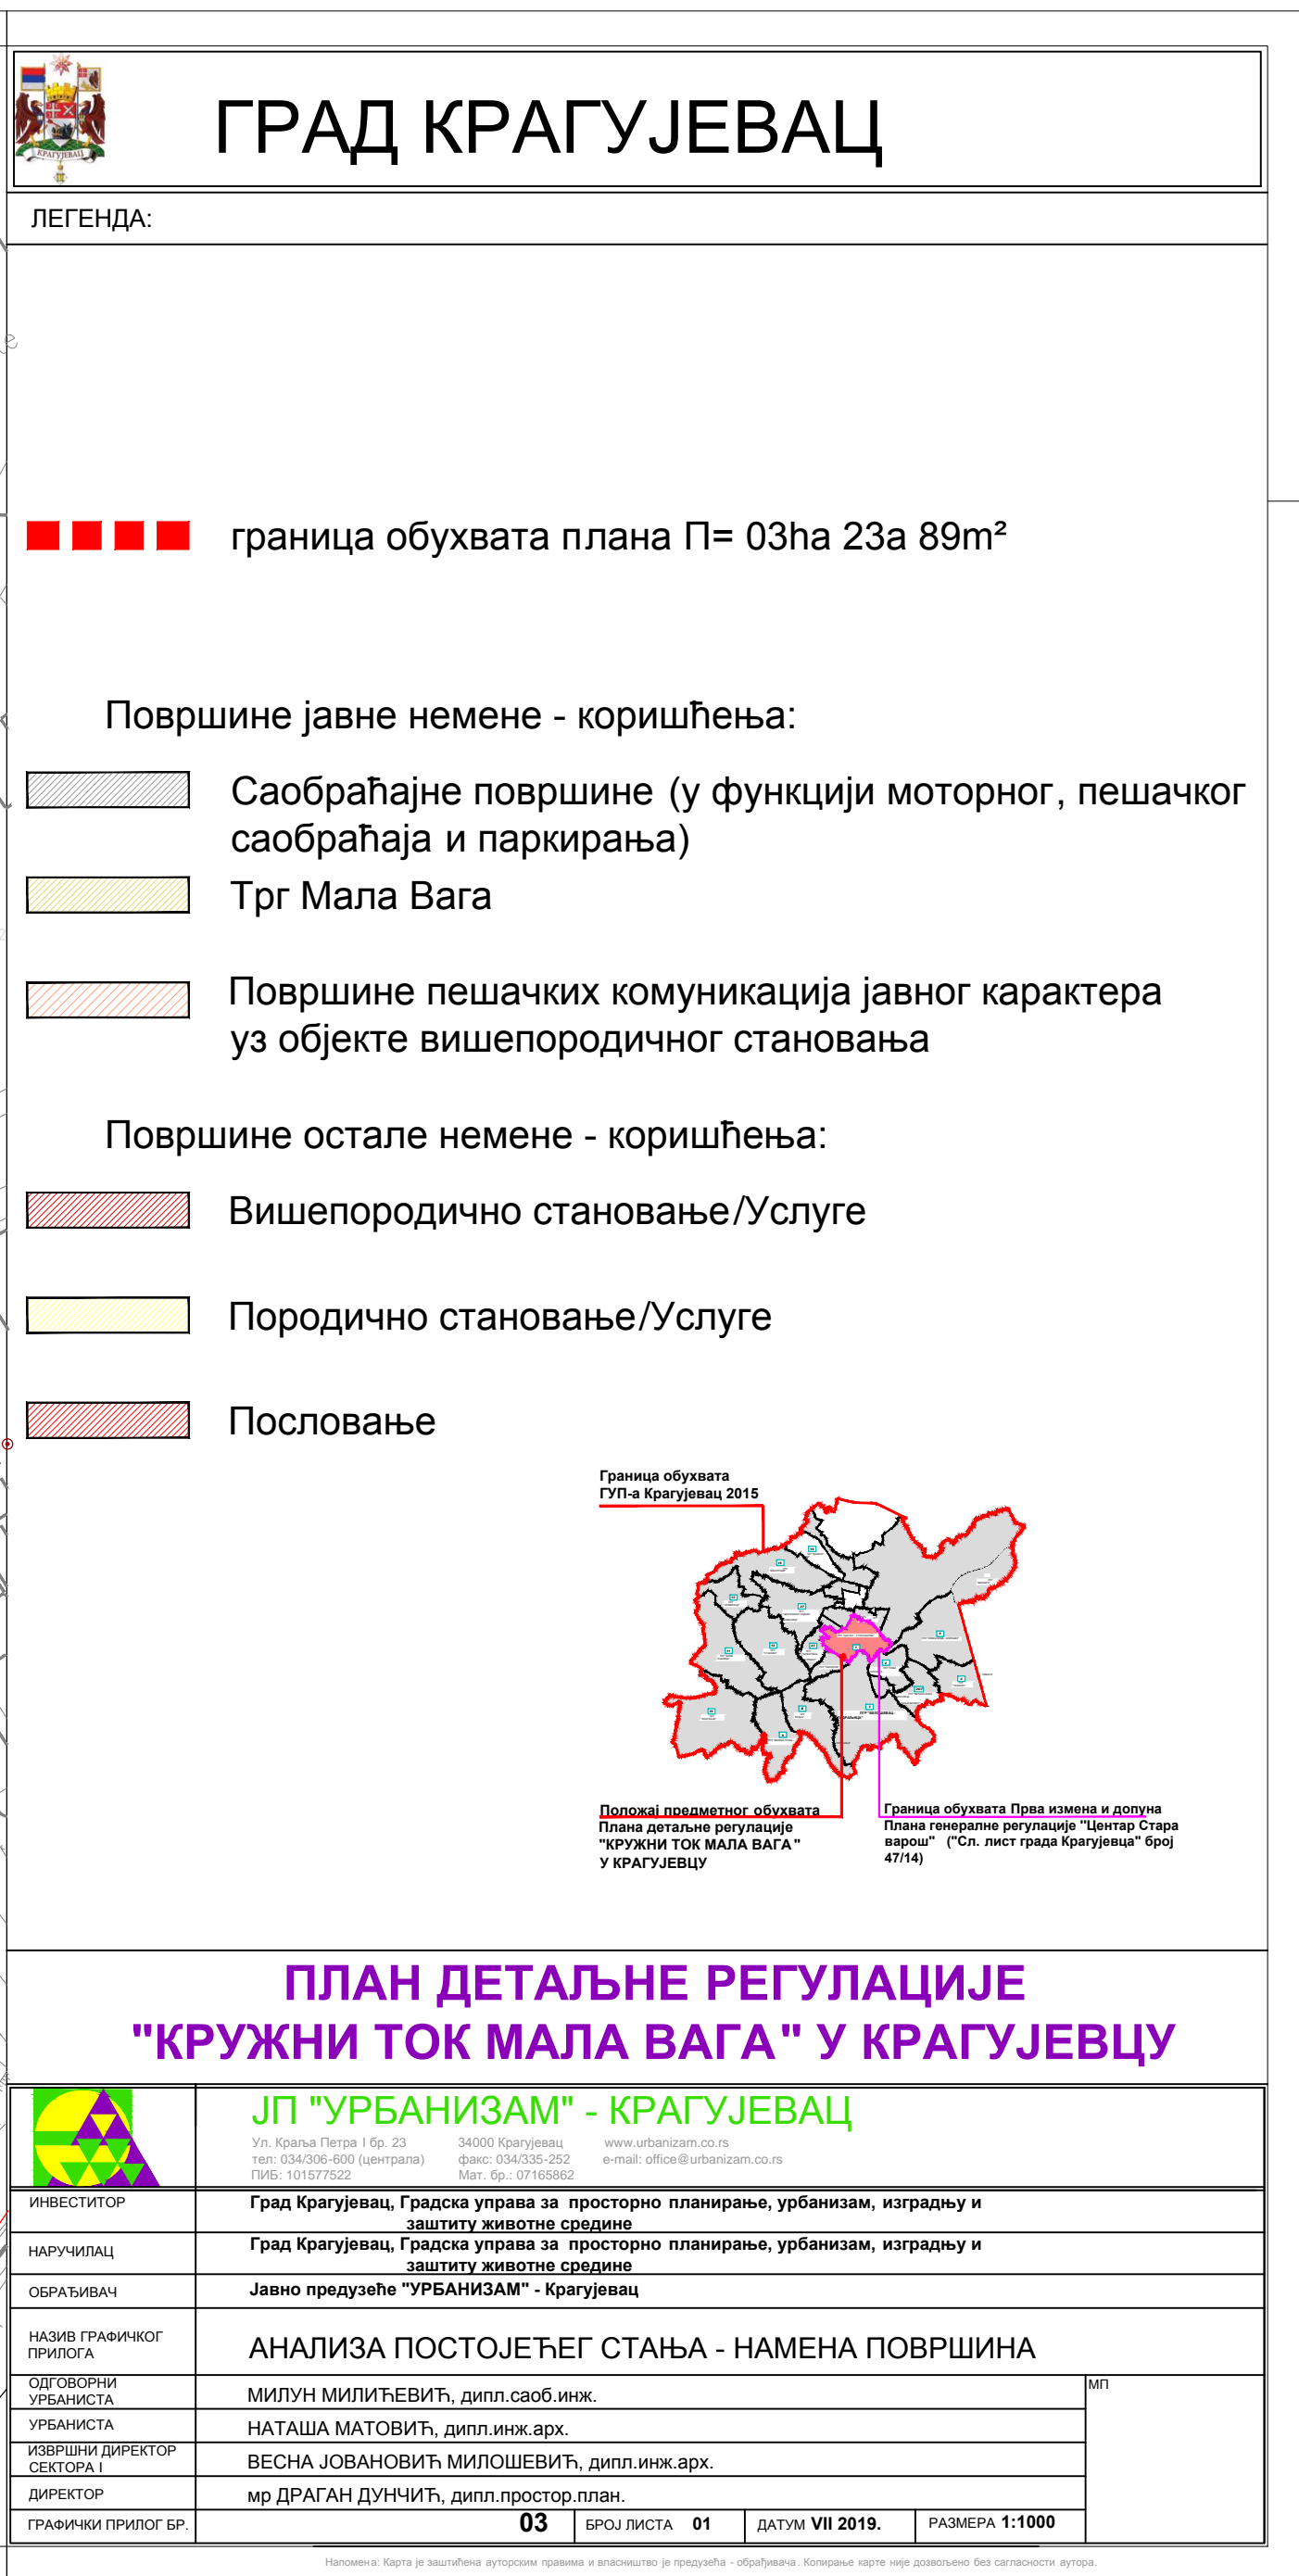 КРАГУЈЕВАЦ
ГРАД КРАГУЈЕВАЦ
ЛЕГЕНДА:
граница обухвата плана П= 03ha 23a 89m²
Површине јавне немене - коришћења:
Саобраћајне површине (у функцији моторног, пешачког
саобраћаја и паркирања)
Трг Мала Вага
Површине пешачких комуникација јавног карактера
уз објекте вишепородичног становања
Површине остале немене - коришћења:
Вишепородично становање/Услуге
Породично становање/Услуге
Пословање
Граница обухвата
ГУП-а Крагујевац 2015
Положај предметног обухвата
Плана детаљне регулације
"КРУЖНИ ТОК МАЛА ВАГА"
У КРАГУЈЕВЦУ
Граница обухвата Прва измена и допуна
Плана генералне регулације "Центар Стара
варош" ("Сл. лист града Крагујевца" број
47/14)
ПЛАН ДЕТАЉНЕ РЕГУЛАЦИЈЕ
"КРУЖНИ ТОК МАЛА ВАГА" У КРАГУЈЕВЦУ
ЈП "УРБАНИЗАМ" - КРАГУЈЕВАЦ
Ул. Краља Петра I бр. 23 34000 Крагујевац www.urbanizam.co.rs
тел: 034/306-600 (централа) факс: 034/335-252 e-mail: office@urbanizam.co.rs
ПИБ: 101577522 Мат. бр.: 07165862
ИНВЕСТИТОР Град Крагујевац, Градска управа за просторно планирање, урбанизам, изградњу и
заштиту животне средине
НАРУЧИЛАЦ Град Крагујевац, Градска управа за просторно планирање, урбанизам, изградњу и
заштиту животне средине
ОБРАЂИВАЧ Јавно предузеће "УРБАНИЗАМ" - Крагујевац
НАЗИВ ГРАФИЧКОГ
ПРИЛОГА
АНАЛИЗА ПОСТОЈЕЋЕГ СТАЊА - НАМЕНА ПОВРШИНА
ОДГОВОРНИ
УРБАНИСТА
МИЛУН МИЛИЋЕВИЋ, дипл.саоб.инж.
МП
УРБАНИСТА НАТАША МАТОВИЋ, дипл.инж.арх.
ИЗВРШНИ ДИРЕКТОР
СЕКТОРА I
ВЕСНА ЈОВАНОВИЋ МИЛОШЕВИЋ, дипл.инж.арх.
ДИРЕКТОР мр ДРАГАН ДУНЧИЋ, дипл.простор.план.
ГРАФИЧКИ ПРИЛОГ БР. 03 БРОЈ ЛИСТА 01 ДАТУМ VII 2019. РАЗМЕРА 1:1000
Напомена: Карта је заштићена ауторским правима и власништво је предузећа - обрађивача. Копирање карте није дозвољено без сагласности аутора.